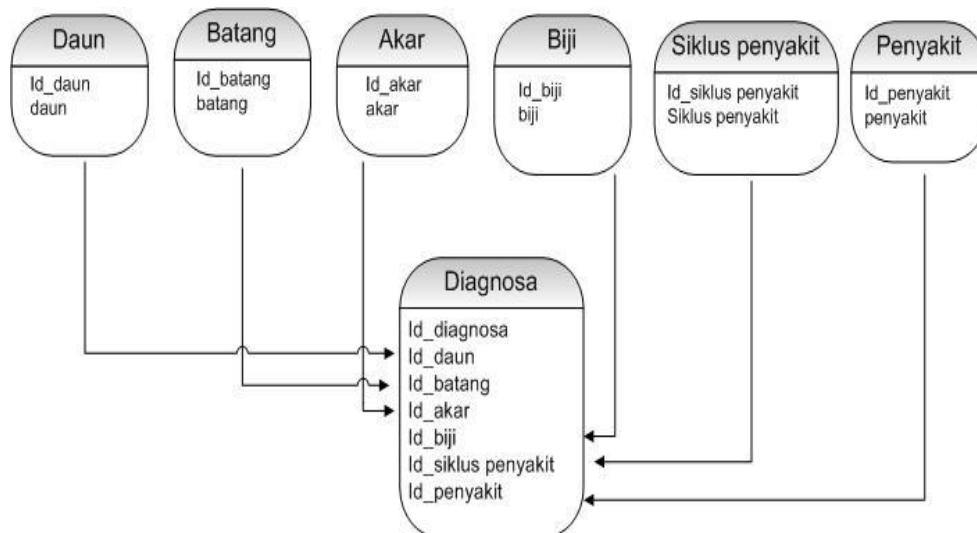 Daun
Id_daun
daun
Batang
Id_batang
batang
Akar
Id_akar
akar
Biji
Id_biji
biji
Siklus penyakit
Id_siklus penyakit
Siklus penyakit
Penyakit
Id_penyakit
penyakit
Diagnosa
Id_diagnosa
Id_daun
Id_batang
Id_akar
Id_biji
Id_siklus penyakit
Id_penyakit